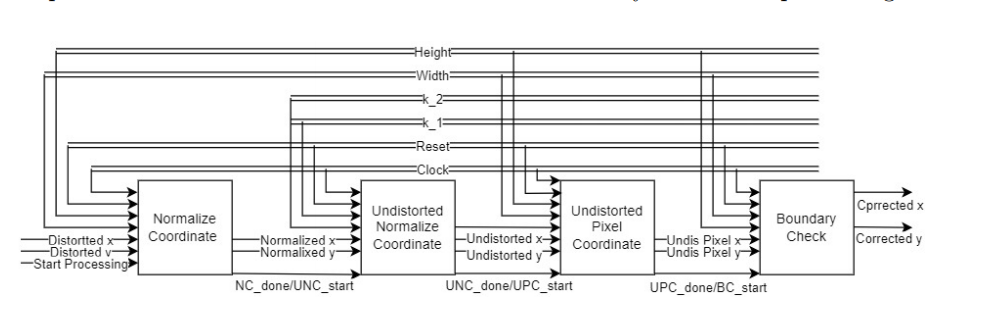 Height
Width
k_2
k_1
Reset
Clock
Normalize
Coordinate
Undistorted
Normalize
Coordinate
Undistorted
Pixel
Coordinate
Boundary
Check
Distortted x
Distorted y
Start Processing
Normalized x
Normalixed y
Undistorted x
Undistorted y
Undis Pixel x
Undis Pixel y
Cprrected x
Corrected y
NC_done/UNC_start
UNC_done/UPC_start
UPC_done/BC_start